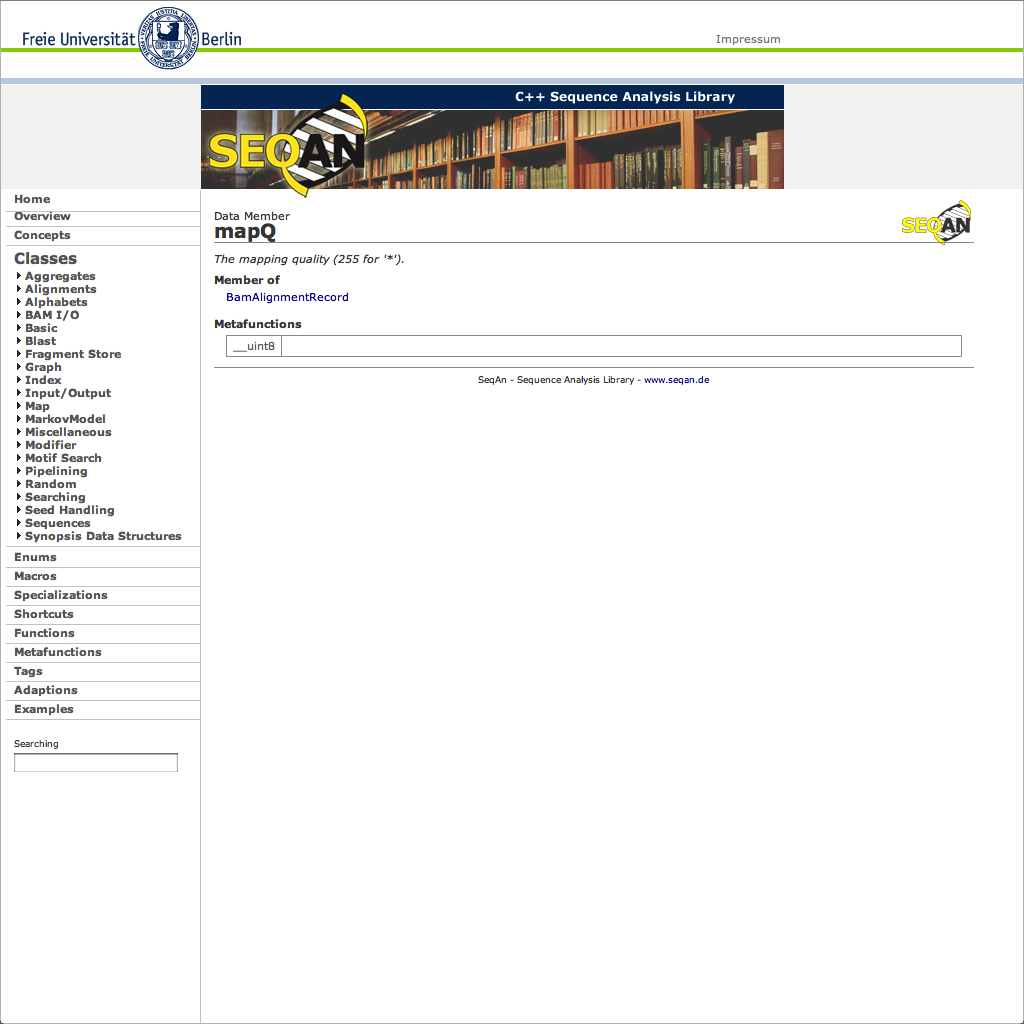 Freie Universität Berlin
Impressum
C++ Sequence Analysis Library
SEQAN
Home
Overview
Concepts
Classes
Aggregates
Alignments
Alphabets
BAM I/O
Basic
Blast
Fragment Store
Graph
Index
Input/Output
Map
MarkovModel
Miscellaneous
Modifier
Motif Search
Pipelining
Random
Searching
Seed Handling
Sequences
Synopsis Data Structures
Enums
Macros
Specializations
Shortcuts
Functions
Metafunctions
Tags
Adaptions
Examples
Searching
Data Member
mapQ
SEQAN
The mapping quality (255 for '*').
Member of
BamAlignmentRecord
Metafunctions
__uint8
SeqAn - Sequence Analysis Library - www.seqan.de